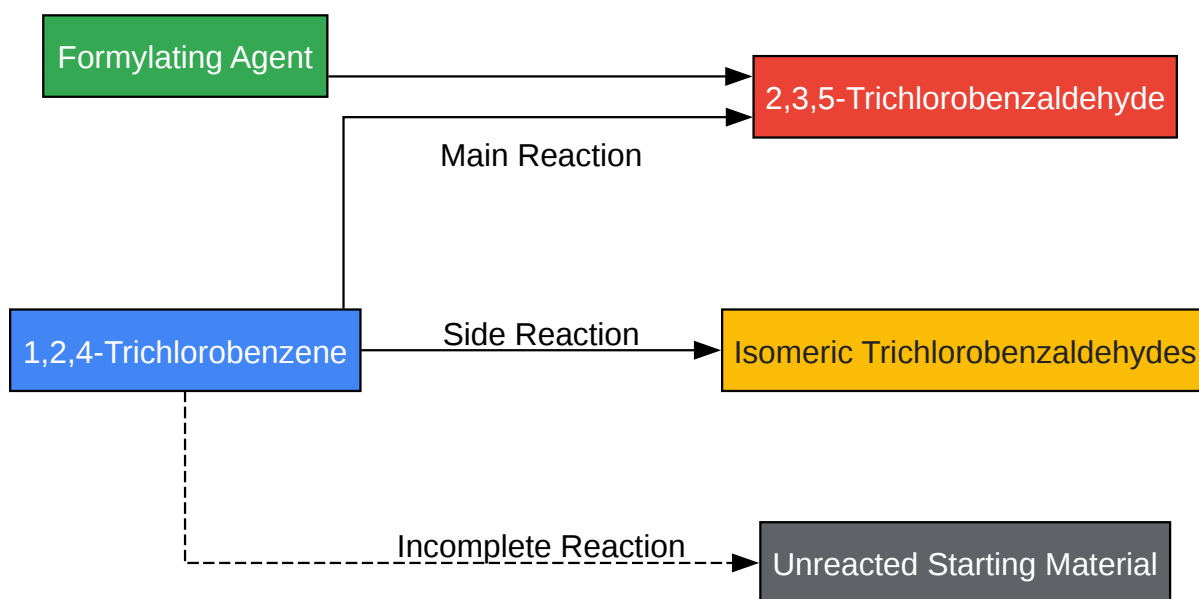 Formylating Agent
2,3,5-Trichlorobenzaldehyde
Main Reaction
1,2,4-Trichlorobenzene
Side Reaction
Isomeric Trichlorobenzaldehydes
Incomplete Reaction
Unreacted Starting Material